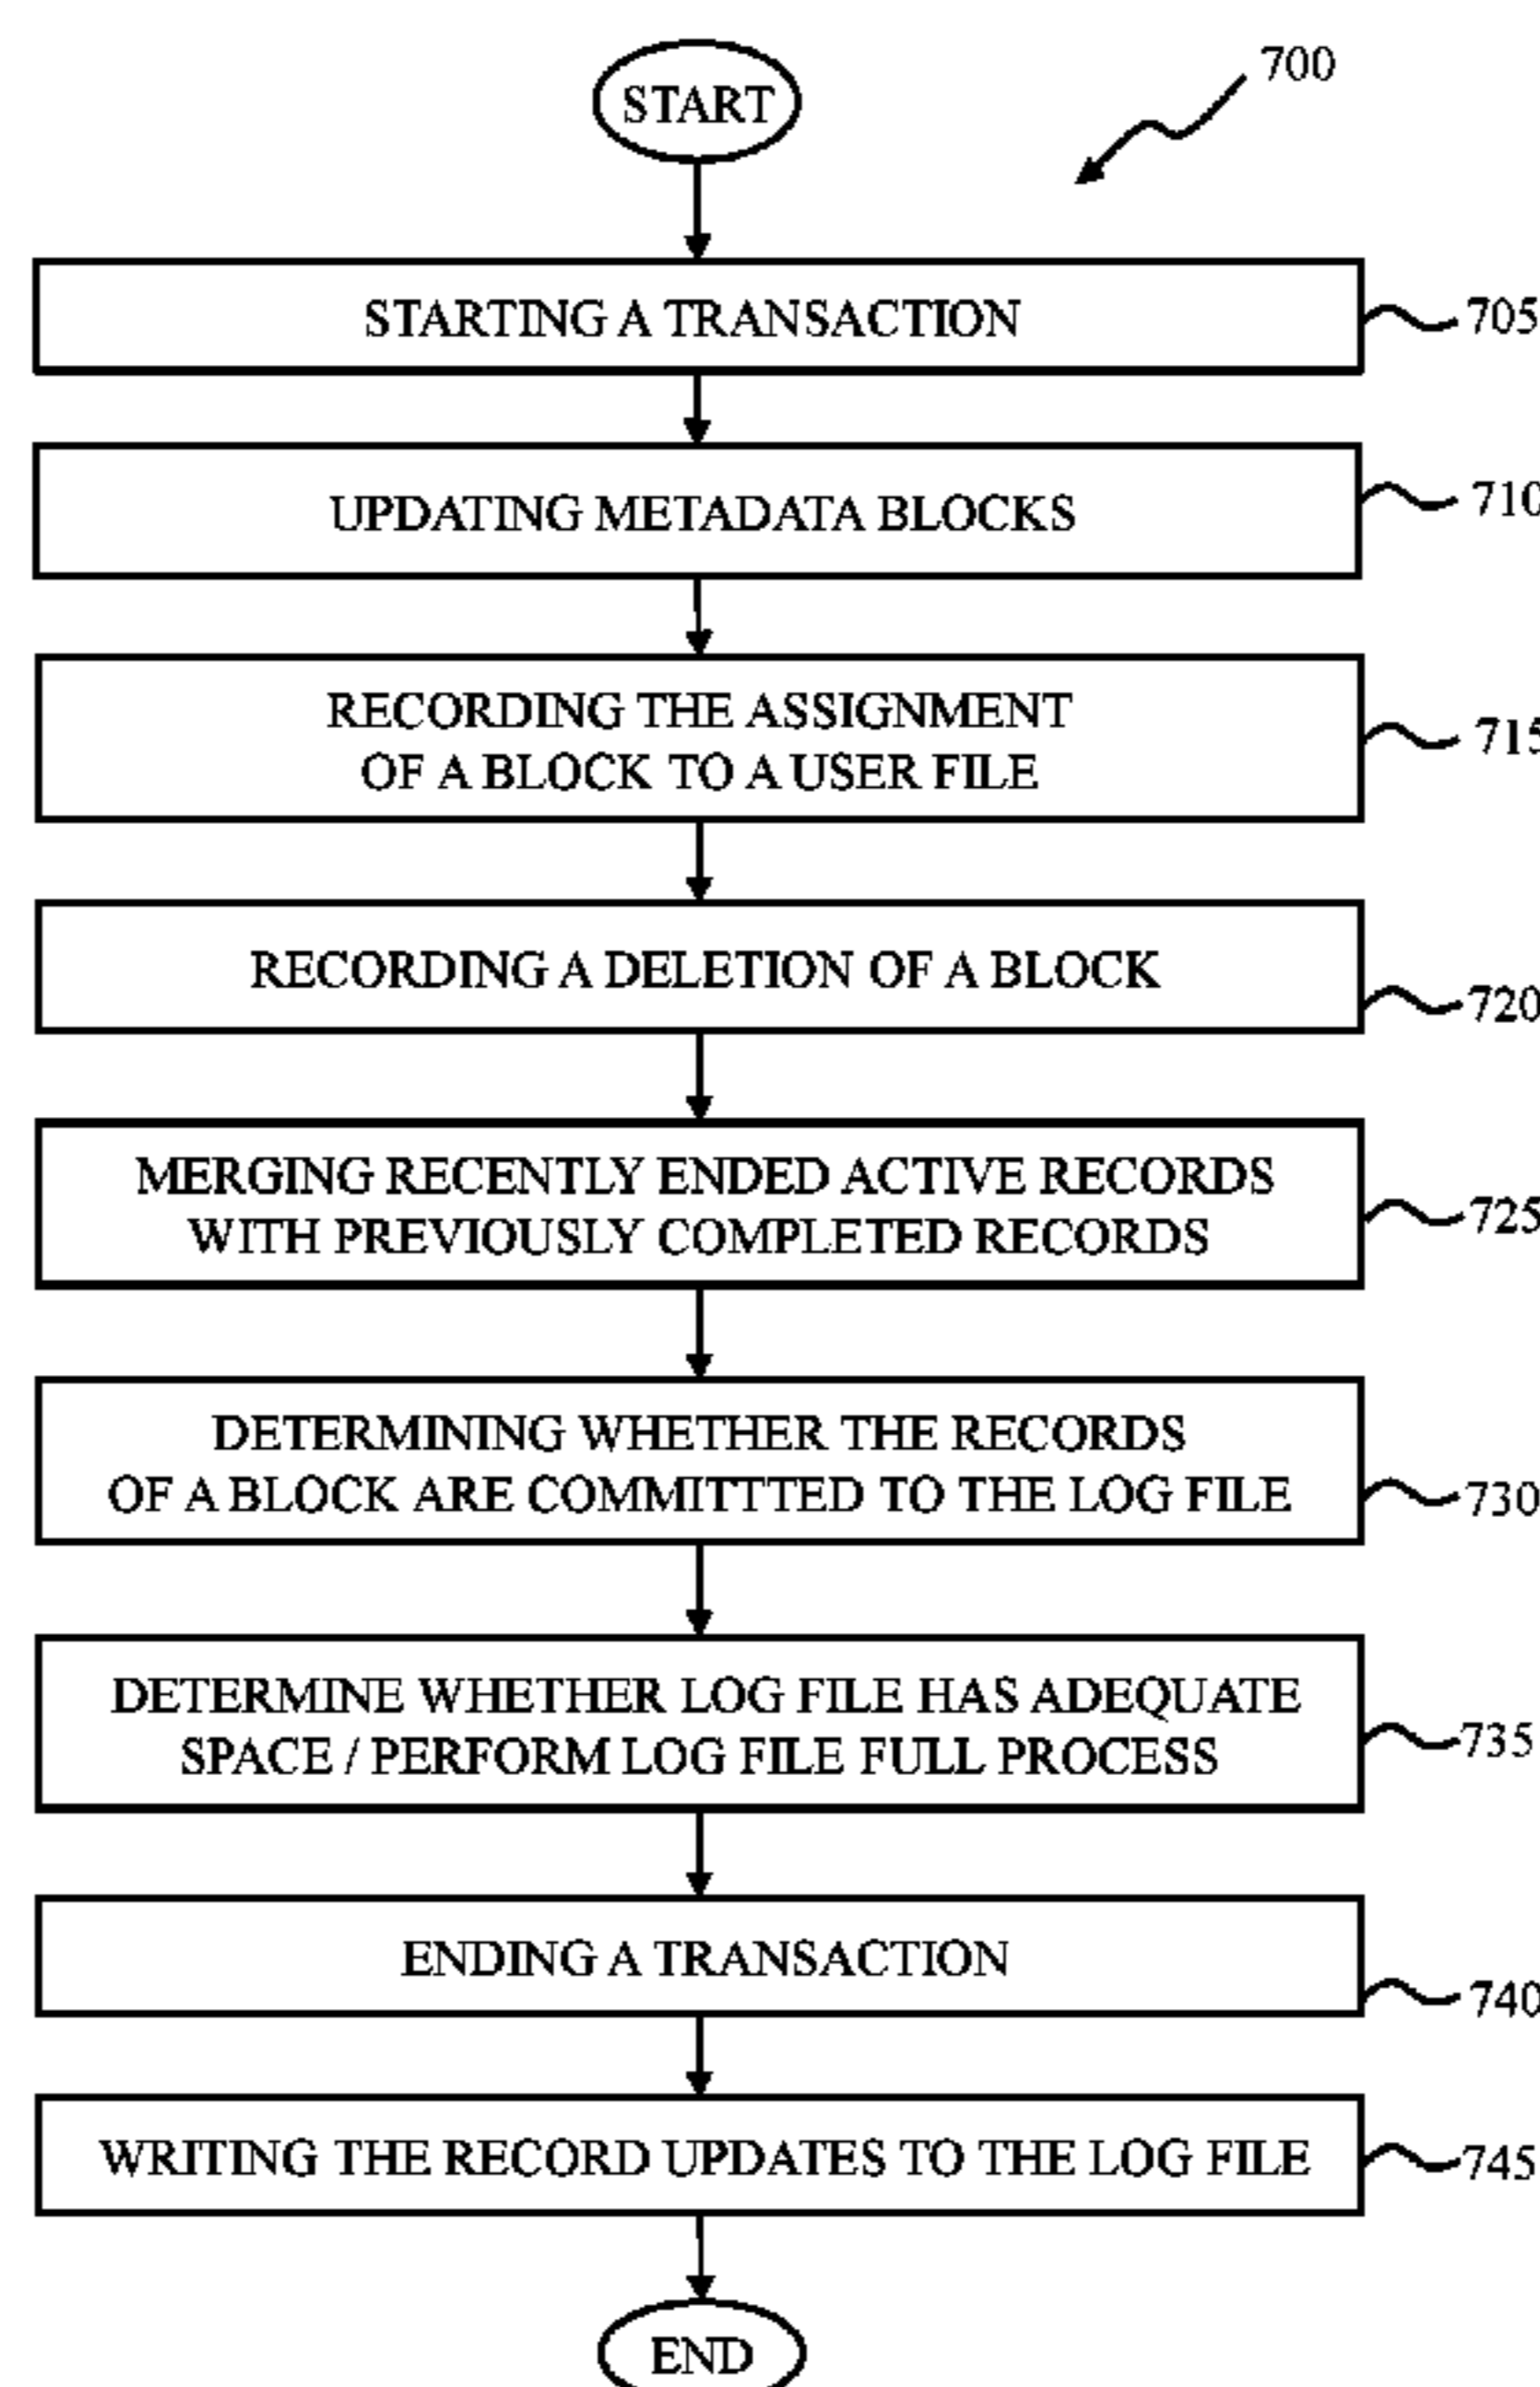 START
700
STARTING A TRANSACTION
705
UPDATING METADATA BLOCKS
710
RECORDING THE ASSIGNMENT
OF A BLOCK TO A USER FILE
715
RECORDING A DELETION OF A BLOCK
720
MERGING RECENTLY ENDED ACTIVE RECORDS
WITH PREVIOUSLY COMPLETED RECORDS
725
DETERMINING WHETHER THE RECORDS
OF A BLOCK ARE COMMITTTED TO THE LOG FILE
730
DETERMINE WHETHER LOG FILE HAS ADEQUATE
SPACE / PERFORM LOG FILE FULL PROCESS
735
ENDING A TRANSACTION
740
WRITING THE RECORD UPDATES TO THE LOG FILE
745
END